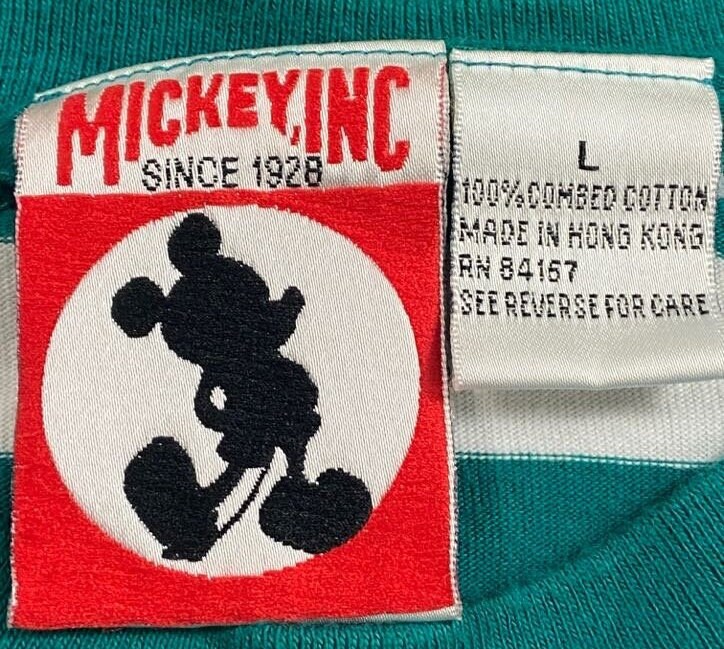 MICKEY,INC
SINCE 1928
L
100% COMBED COTTON
MADE IN HONG KONG
RN 84167
SEE REVERSE FOR CARE